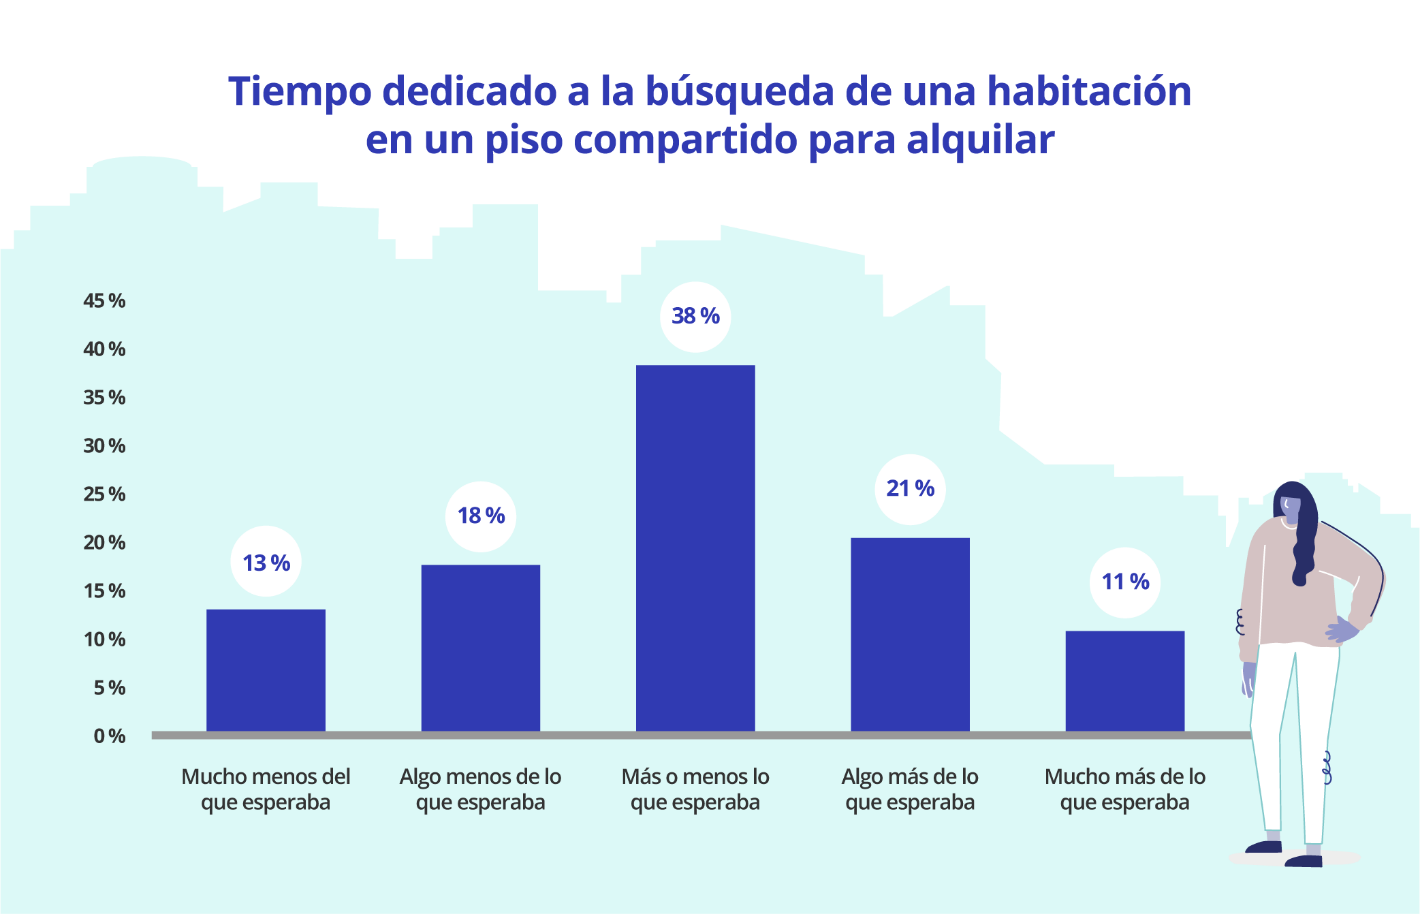 Tiempo dedicado a la búsqueda de una habitación
en un piso compartido para alquilar
45 %
40 %
35 %
30 %
25 %
20 %
15 %
10 %
5 %
0 %
13 %
18 %
38 %
21 %
11 %
Mucho menos del
que esperaba
Algo menos de lo
que esperaba
Más o menos lo
que esperaba
Algo más de lo
que esperaba
Mucho más de lo
que esperaba